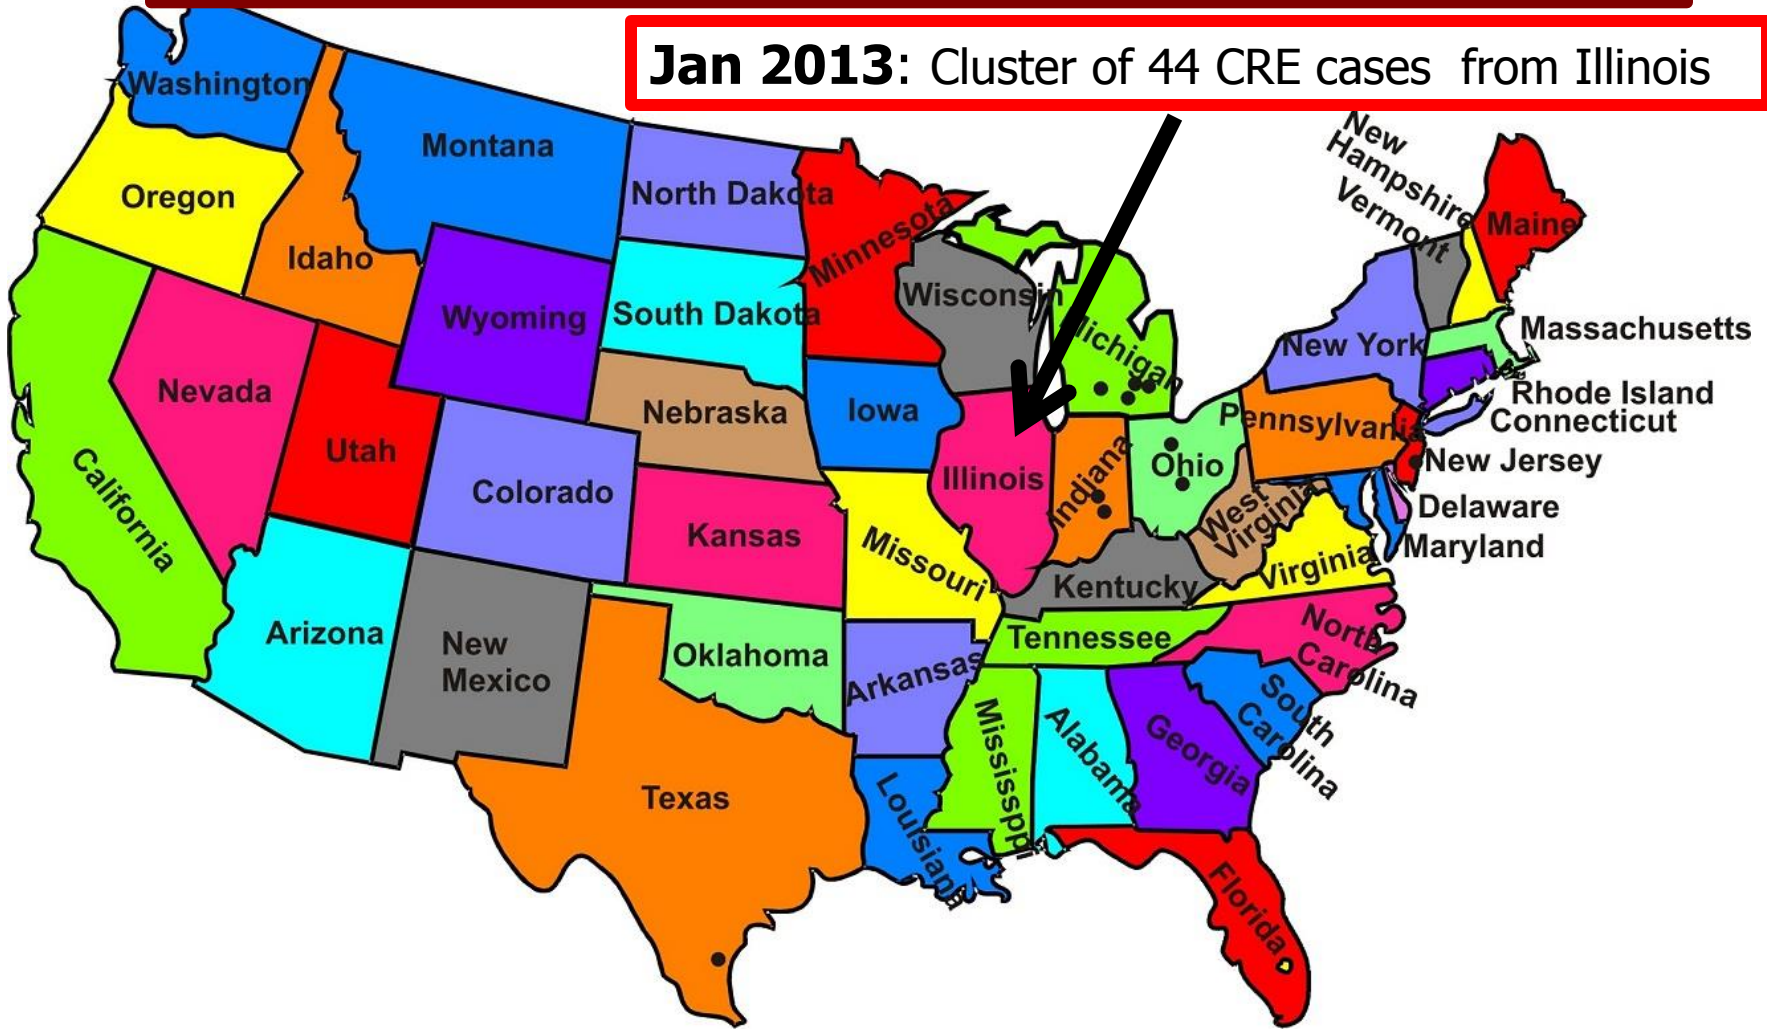 Jan 2013: Cluster of 44 CRE cases from Illinois
Washington
Montana
North Dakota
Minnesota
New
Hampshire
Vermont
Maine
Oregon
Idaho
Wyoming
South Dakota
Wisconsin
Michigan
New York
Massachusetts
Rhode Island
Connecticut
Nevada
Utah
Colorado
Nebraska
Iowa
Illinois
Indiana
Ohio
Pennsylvania
New Jersey
Delaware
Maryland
California
Kansas
Missouri
Kentucky
West
Virginia
Virginia
Arizona
New
Mexico
Oklahoma
Arkansas
Tennessee
North
Carolina
South
Carolina
Texas
Louisiana
Mississppi
Alabama
Georgia
Florida